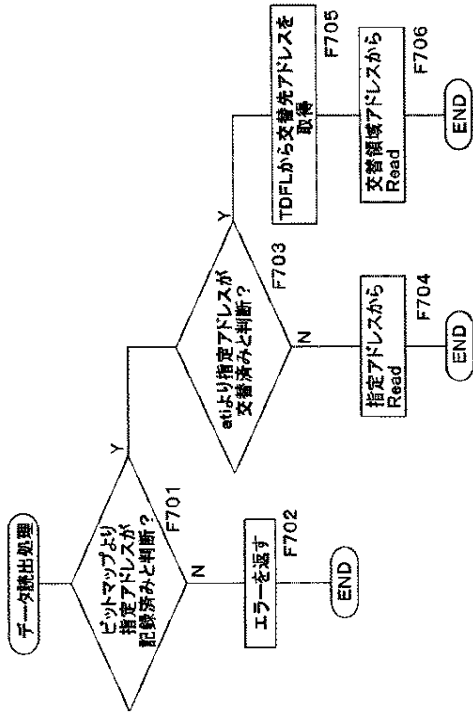 データ読出処理
ビットマップより
指定アドレスが
記録済みと判断？
F701
Y
N
エラーを返す
F702
END
atiより指定アドレスが
交替済みと判断？
F703
Y
N
指定アドレスから
Read
F704
END
TDFLから交替先アドレスを
取得
F705
交替領域アドレスから
Read
F706
END